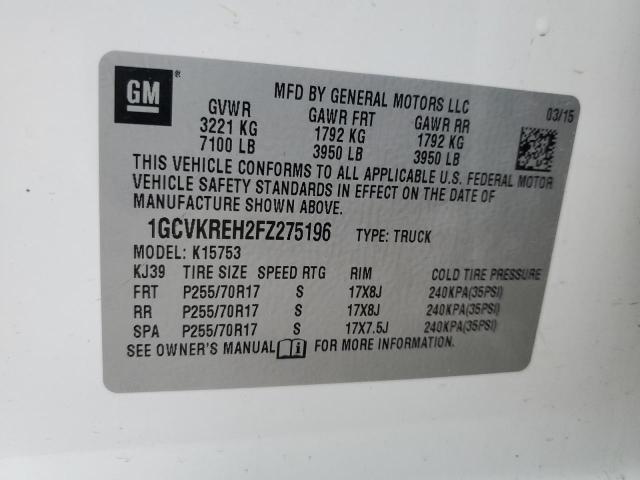 GM ®
MFD BY GENERAL MOTORS LLC 03/15
GVWR GAWR FRT GAWR RR
3221 KG 1792 KG 1792 KG
7100 LB 3950 LB 3950 LB
THIS VEHICLE CONFORMS TO ALL APPLICABLE U.S. FEDERAL MOTOR
VEHICLE SAFETY STANDARDS IN EFFECT ON THE DATE OF
MANUFACTURE SHOWN ABOVE.
1GCVKREH2FZ275196 TYPE: TRUCK
MODEL: K15753
KJ39 TIRE SIZE SPEED RTG RIM COLD TIRE PRESSURE
FRT P255/70R17 S 17X8J 240KPA(35PSI)
RR P255/70R17 S 17X8J 240KPA(35PSI)
SPA P255/70R17 S 17X7.5J 240KPA(35PSI)
SEE OWNER'S MANUAL FOR MORE INFORMATION.